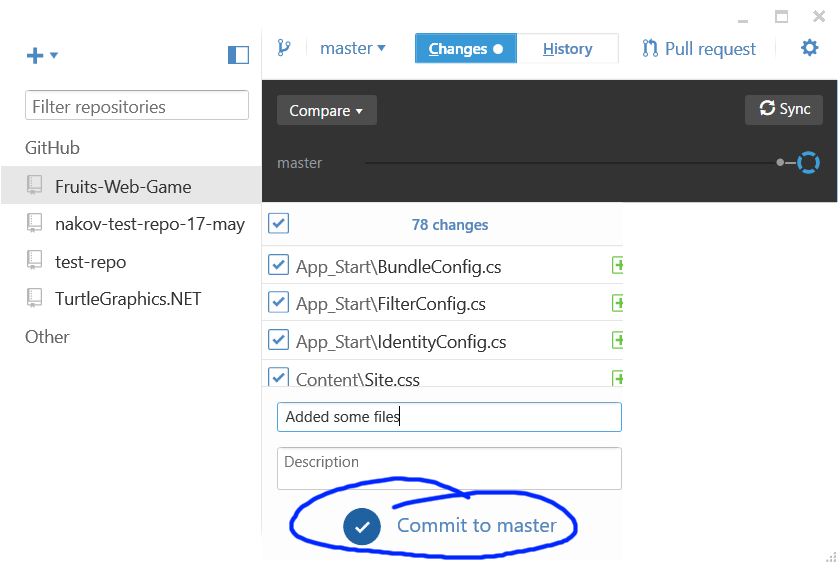 master
Changes
History
Pull request
Filter repositories
GitHub
Fruits-Web-Game
nakov-test-repo-17-may
test-repo
TurtleGraphics.NET
Other
Compare
Sync
master
78 changes
App_Start\BundleConfig.cs
App_Start\FilterConfig.cs
App_Start\IdentityConfig.cs
Content\Site.css
Added some files
Description
Commit to master